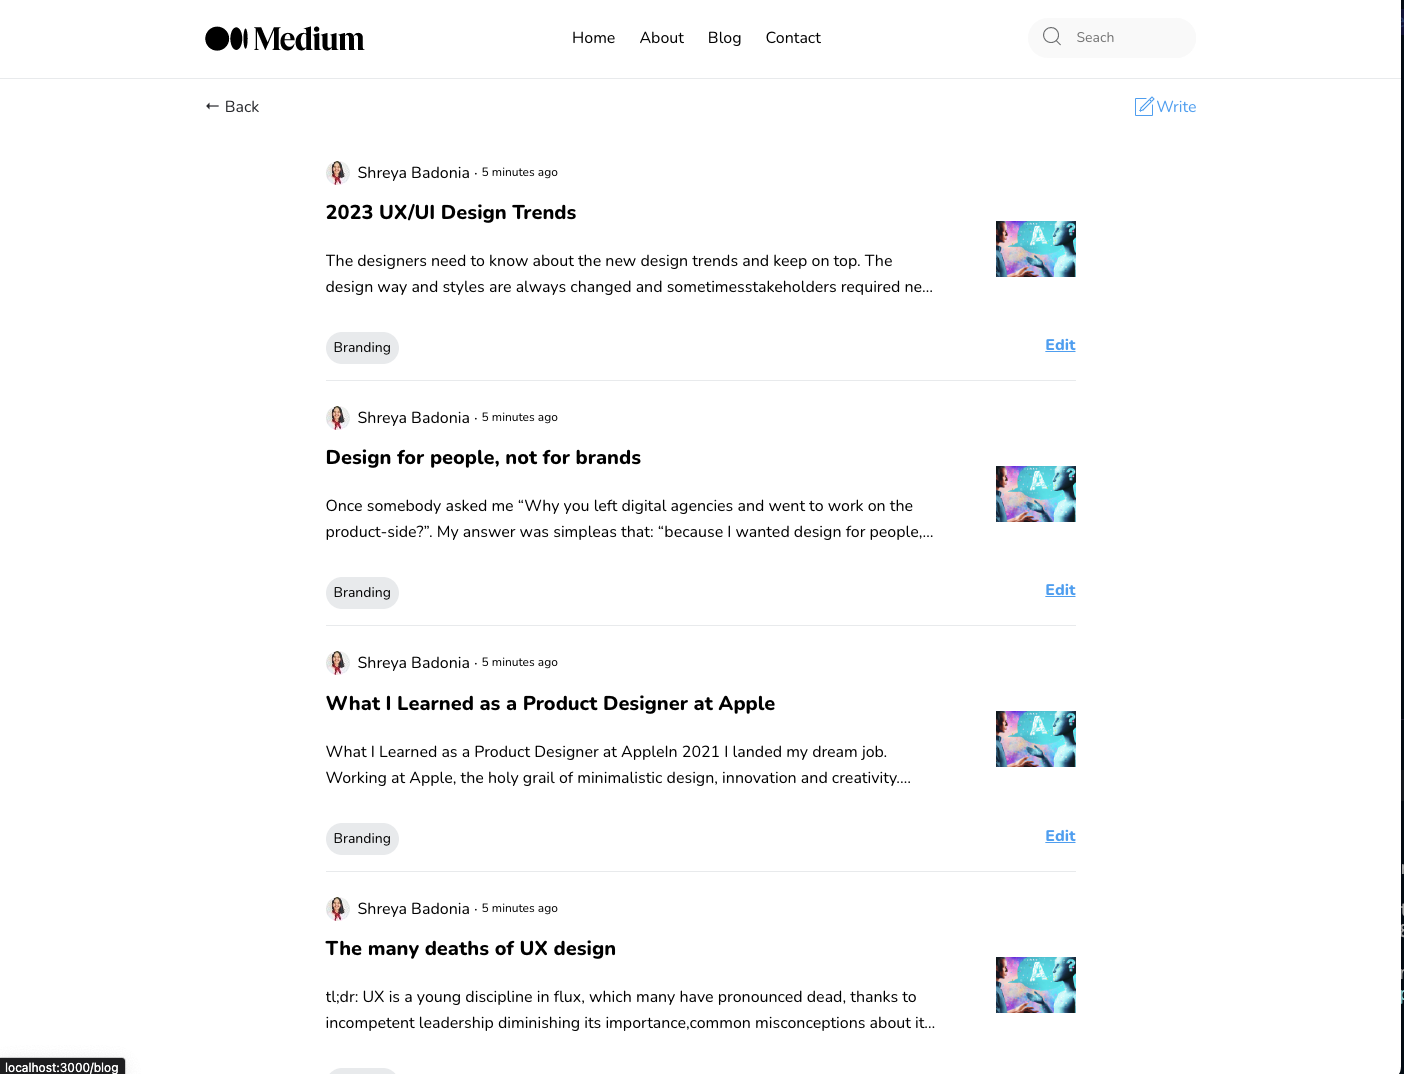 Medium
Home About Blog Contact
Seach
← Back
Write
Shreya Badonia · 5 minutes ago
2023 UX/UI Design Trends
The designers need to know about the new design trends and keep on top. The
design way and styles are always changed and sometimesstakeholders required ne...
Branding
Edit
Shreya Badonia · 5 minutes ago
Design for people, not for brands
Once somebody asked me “Why you left digital agencies and went to work on the
product-side?”. My answer was simpleas that: “because I wanted design for people,...
Branding
Edit
Shreya Badonia · 5 minutes ago
What I Learned as a Product Designer at Apple
What I Learned as a Product Designer at AppleIn 2021 I landed my dream job.
Working at Apple, the holy grail of minimalistic design, innovation and creativity....
Branding
Edit
Shreya Badonia · 5 minutes ago
The many deaths of UX design
tl;dr: UX is a young discipline in flux, which many have pronounced dead, thanks to
incompetent leadership diminishing its importance,common misconceptions about it...
localhost:3000/blog